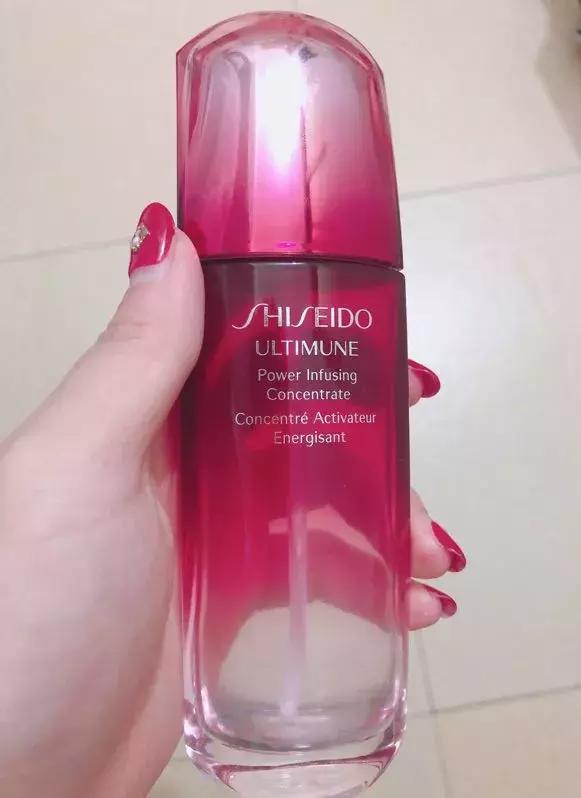 SHISEIDO
ULTIMUNE
Power Infusing
Concentrate
Concentré Activateur
Energisant